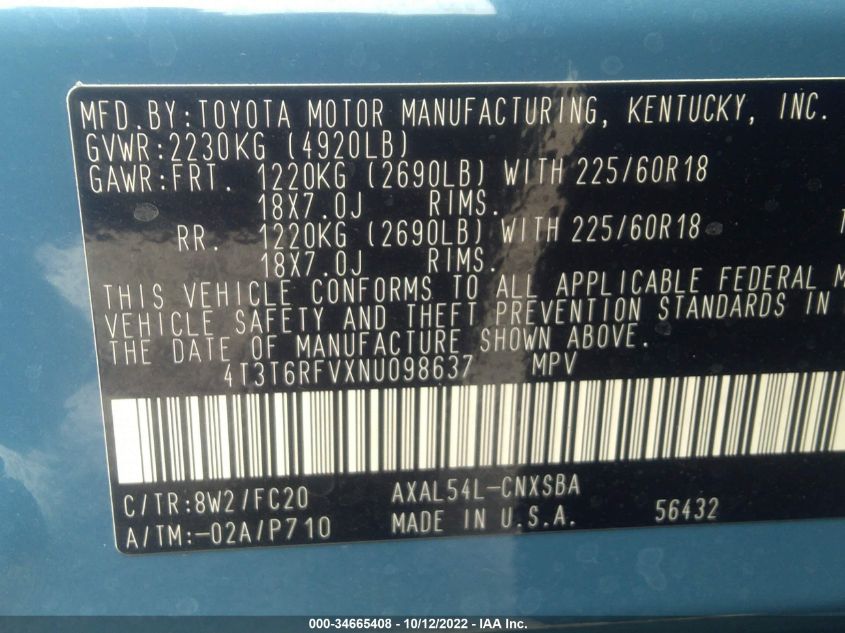 MFD.BY:TOYOTA MOTOR MANUFACTURING, KENTUCKY, INC.
GVWR:2230KG (4920LB)
GAWR:FRT. 1220KG (2690LB) WITH 225/60R18
18X7.0J RIMS.
RR. 1220KG (2690LB) WITH 225/60R18
18X7.0J RIMS.
THIS VEHICLE CONFORMS TO ALL APPLICABLE FEDERAL
VEHICLE SAFETY AND THEFT PREVENTION STANDARDS IN
THE DATE OF MANUFACTURE SHOWN ABOVE.
4T3T6RFVXNU098637 MPV
C/TR:8W2/FC20 AXAL54L-CNXSBA
A/TM:-02A/P710 MADE IN U.S.A. 56432
000-34665408 - 10/12/2022 - IAA Inc.